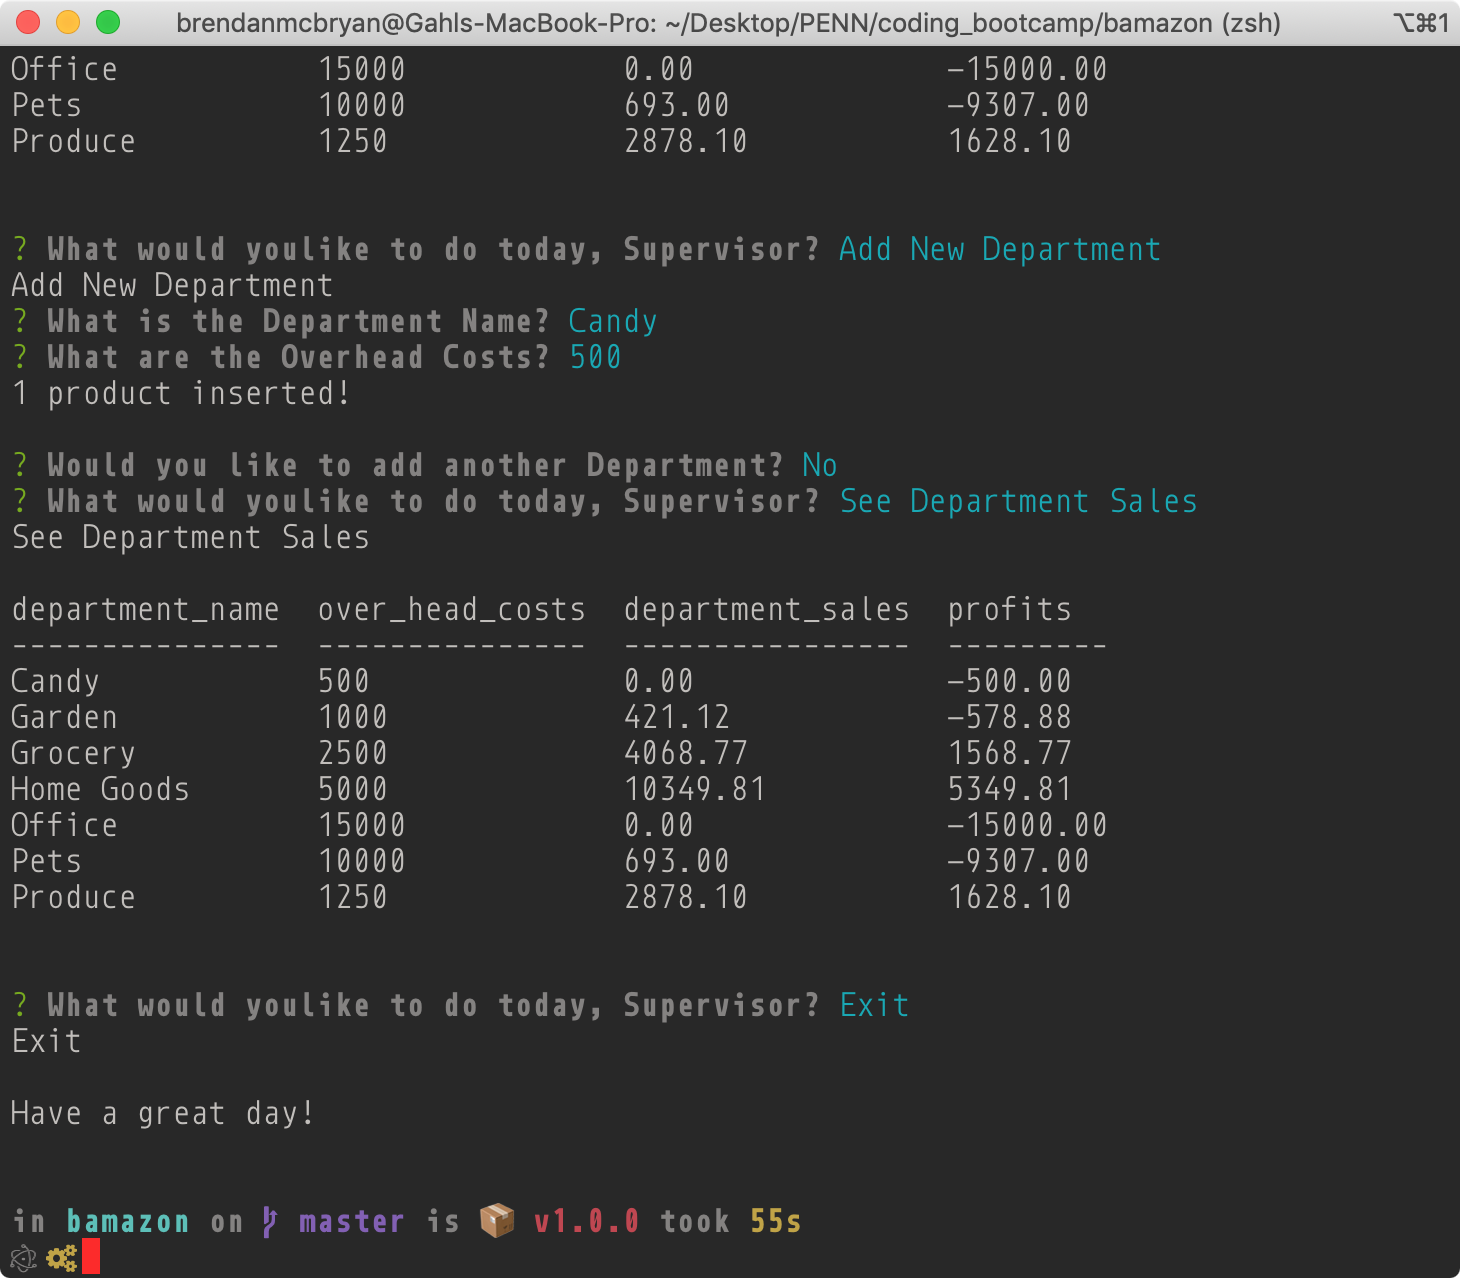 brendanmcbryan@Gahls-MacBook-Pro: ~/Desktop/PENN/coding_bootcamp/bamazon (zsh) ⌥⌘1
Office 15000 0.00 -15000.00
Pets 10000 693.00 -9307.00
Produce 1250 2878.10 1628.10
? What would youlike to do today, Supervisor? Add New Department
Add New Department
? What is the Department Name? Candy
? What are the Overhead Costs? 500
1 product inserted!
? Would you like to add another Department? No
? What would youlike to do today, Supervisor? See Department Sales
See Department Sales
department_name over_head_costs department_sales profits
--------------- --------------- ---------------- ---------
Candy 500 0.00 -500.00
Garden 1000 421.12 -578.88
Grocery 2500 4068.77 1568.77
Home Goods 5000 10349.81 5349.81
Office 15000 0.00 -15000.00
Pets 10000 693.00 -9307.00
Produce 1250 2878.10 1628.10
? What would youlike to do today, Supervisor? Exit
Exit
Have a great day!
in bamazon on master is 📦 v1.0.0 took 55s